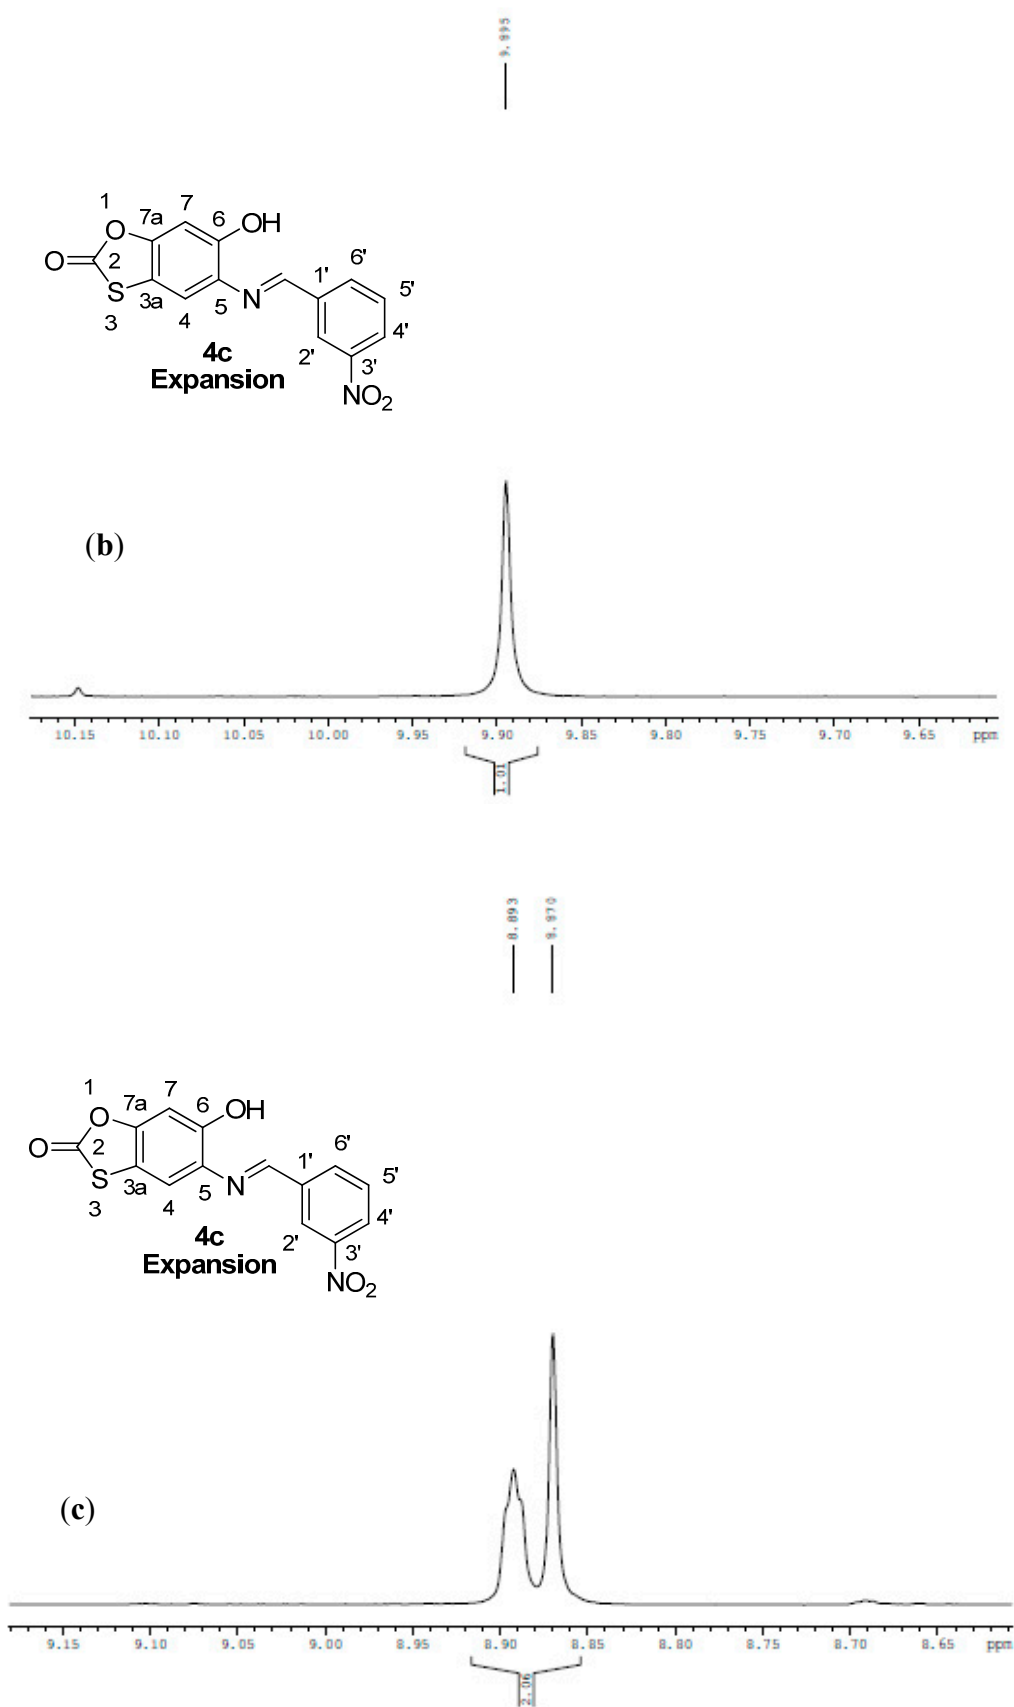 9.895
1
7
O
7a
6
OH
O
2
6'
S
3a
5
N
1'
5'
3
4
4'
4c
2'
3'
Expansion
NO2
(b)
10.15 10.10 10.05 10.00 9.95 9.90 9.85 9.80 9.75 9.70 9.65 ppm
1.01
8.893 8.870
1
7
O
7a
6
OH
O
2
6'
S
3a
5
N
1'
5'
3
4
4'
4c
2'
3'
Expansion
NO2
(c)
9.15 9.10 9.05 9.00 8.95 8.90 8.85 8.80 8.75 8.70 8.65 ppm
2.06